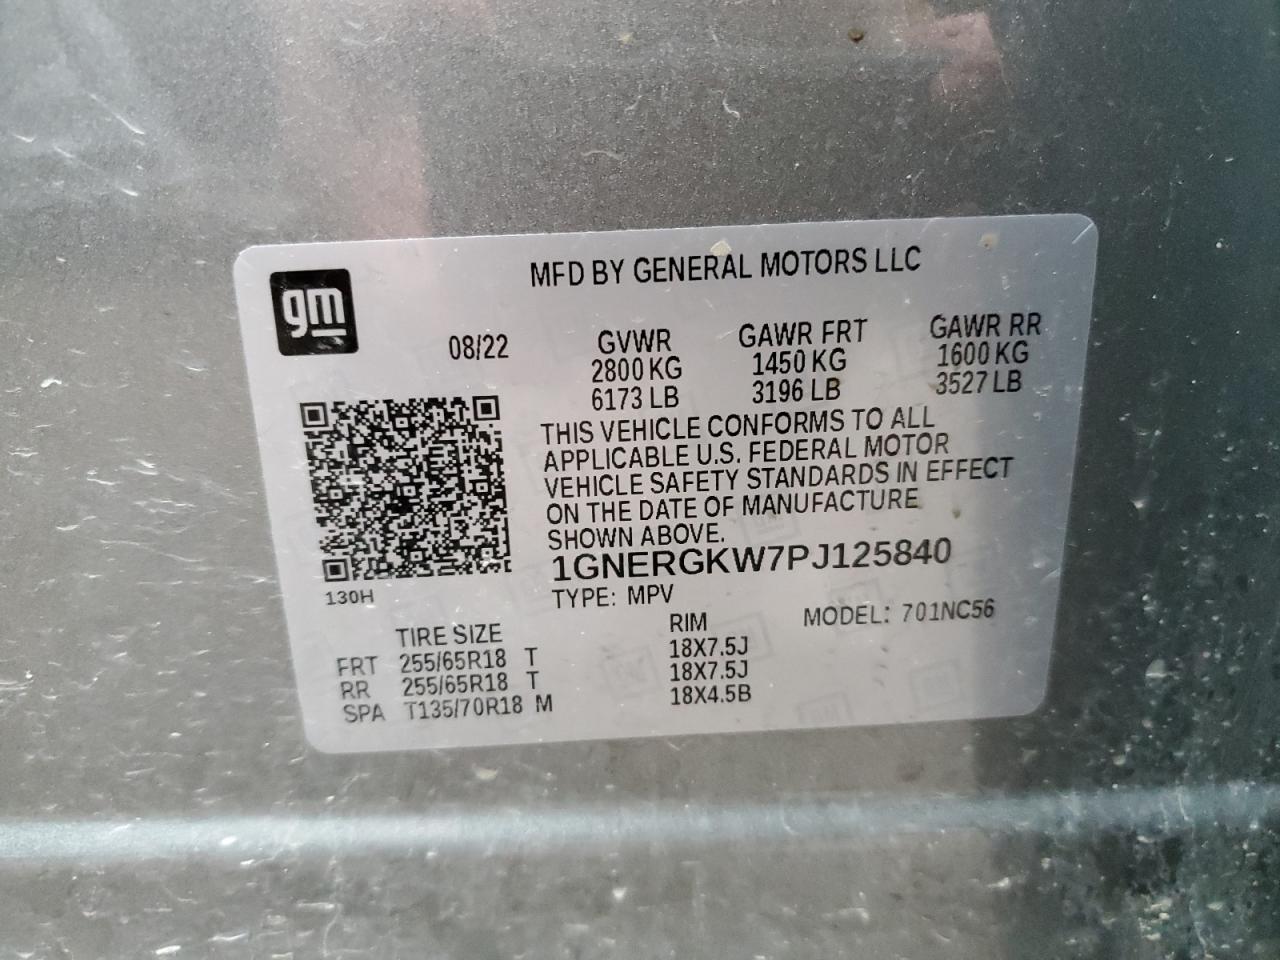 gm
MFD BY GENERAL MOTORS LLC
08/22
GVWR
2800 KG
6173 LB
GAWR FRT
1450 KG
3196 LB
GAWR RR
1600 KG
3527 LB
THIS VEHICLE CONFORMS TO ALL
APPLICABLE U.S. FEDERAL MOTOR
VEHICLE SAFETY STANDARDS IN EFFECT
ON THE DATE OF MANUFACTURE
SHOWN ABOVE.
1GNERGKW7PJ125840
130H
TYPE: MPV
MODEL: 701NC56
TIRE SIZE RIM
FRT 255/65R18 T 18X7.5J
RR 255/65R18 T 18X7.5J
SPA T135/70R18 M 18X4.5B